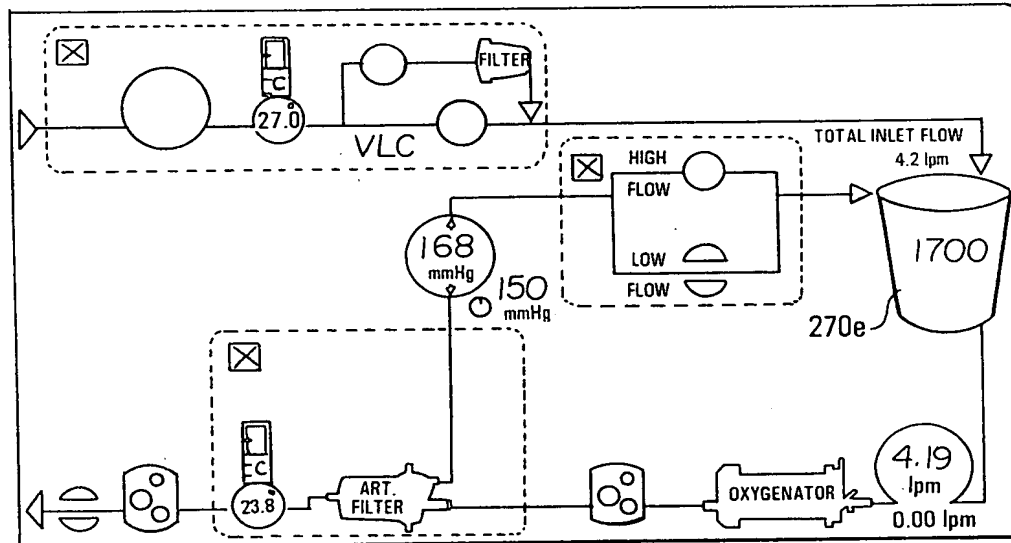 FILTER
C
27.0°
VLC
TOTAL INLET FLOW
4.2 lpm
HIGH
FLOW
LOW
FLOW
1700
270e
168
mmHg
150
mmHg
C
23.8°
ART.
FILTER
OXYGENATOR
4.19
lpm
0.00 lpm